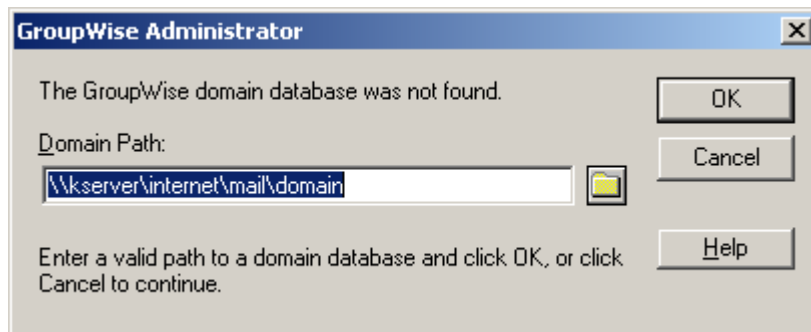 GroupWise Administrator
The GroupWise domain database was not found.
OK
Domain Path:
Cancel
\\kserver\internet\mail\domain
Enter a valid path to a domain database and click OK, or click
Help
Cancel to continue.